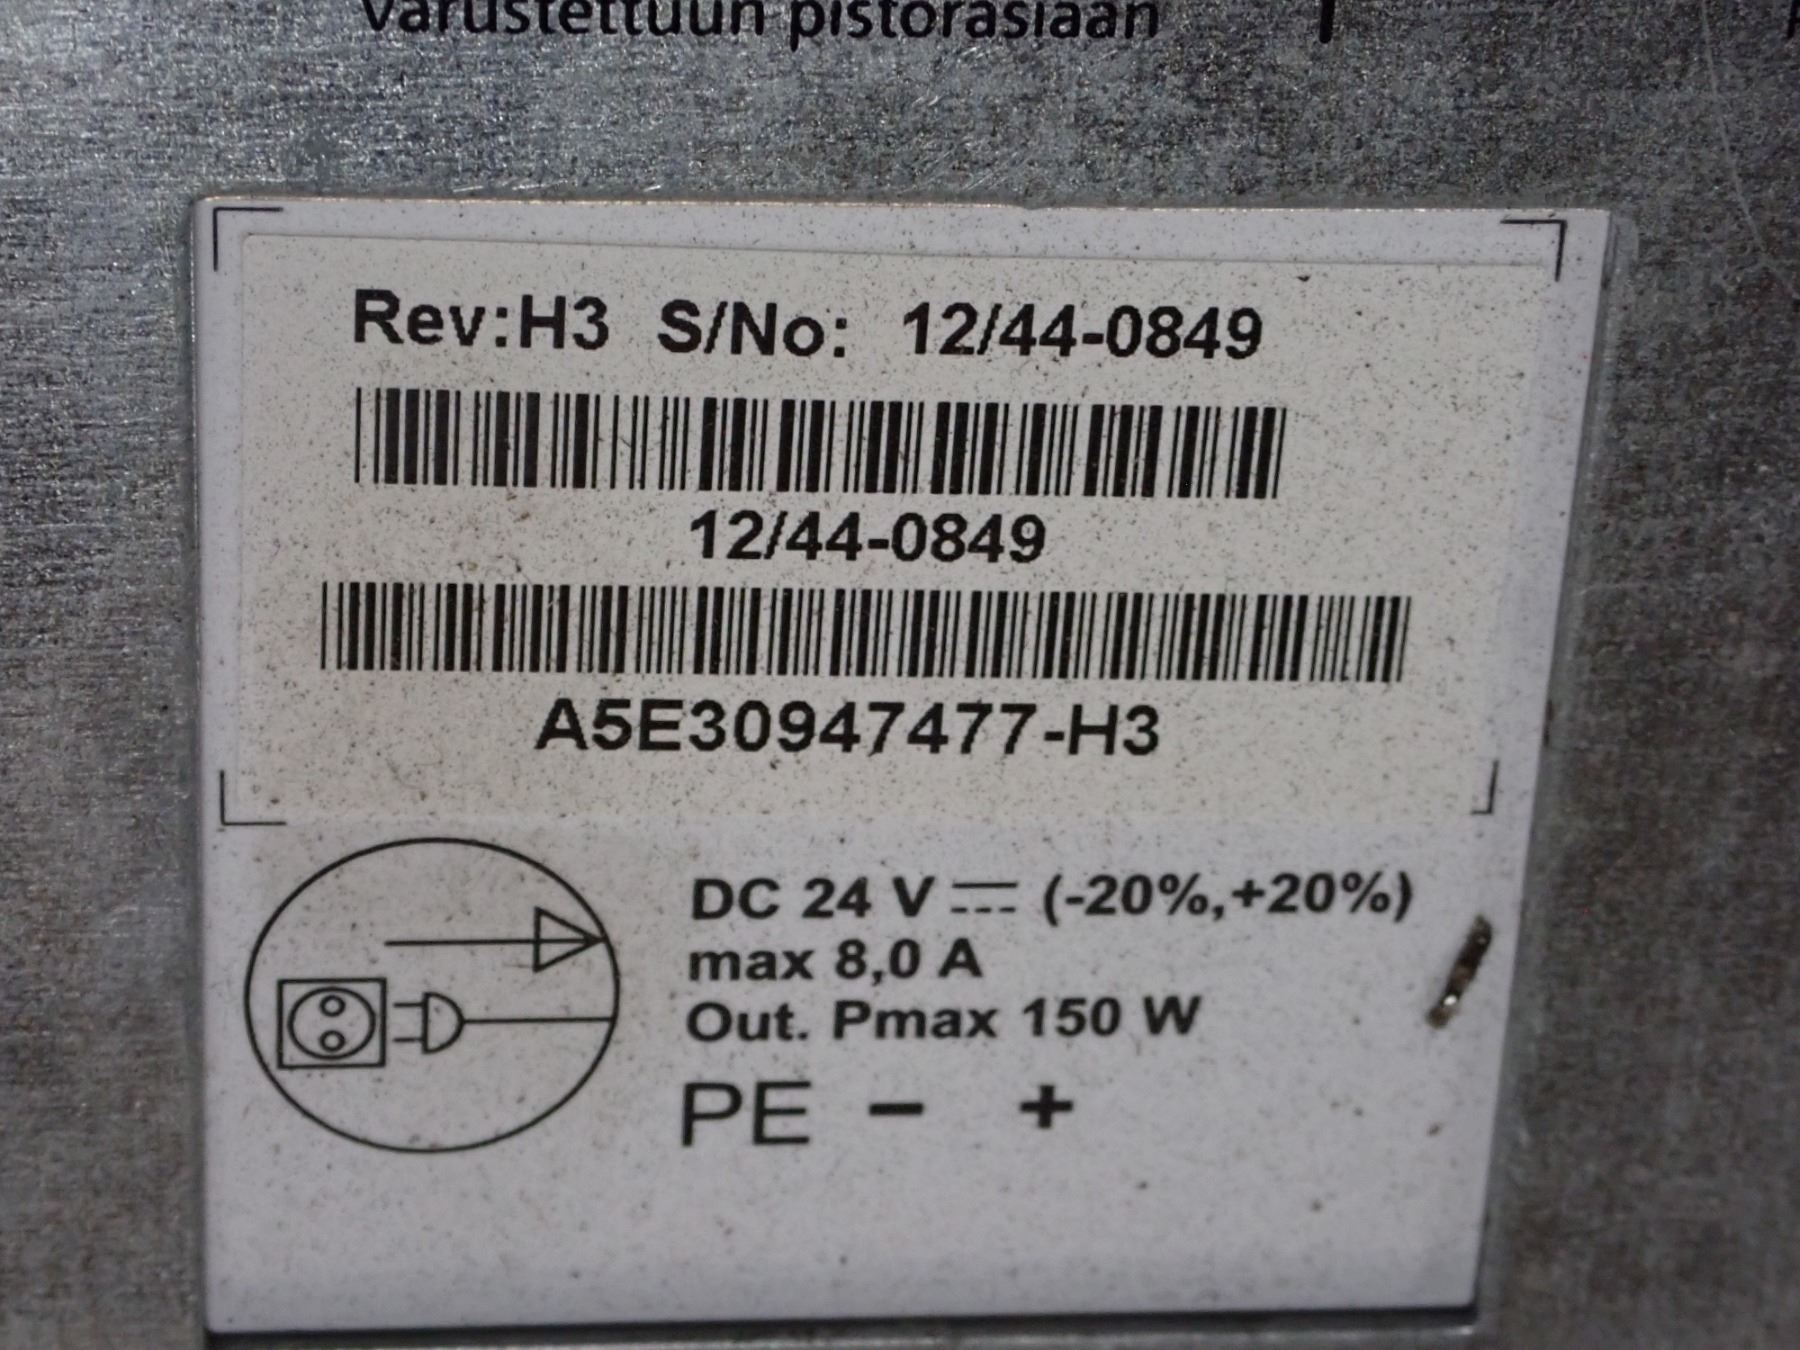 varustettuun pistorasiaan
Rev:H3 S/No: 12/44-0849
12/44-0849
A5E30947477-H3
DC 24 V ⎓ (-20%,+20%)
max 8,0 A
Out. Pmax 150 W
PE - +